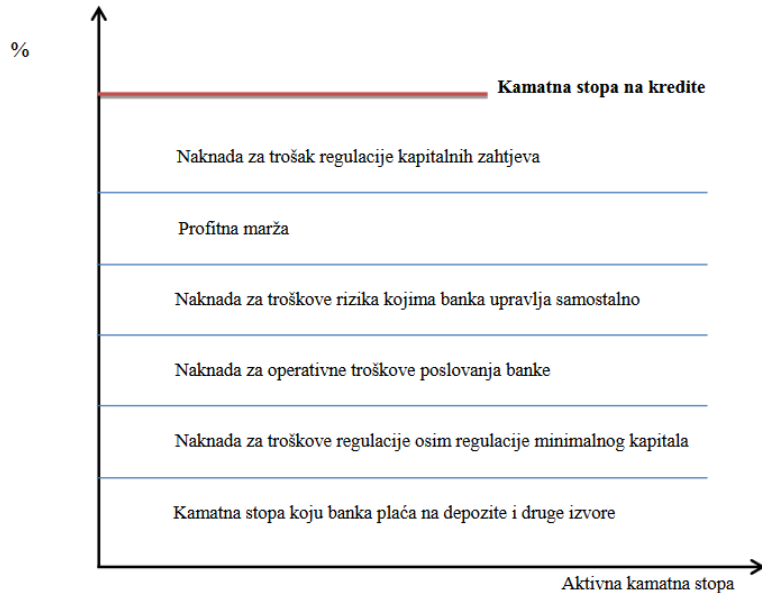 %
Kamatna stopa na kredite
Naknada za trošak regulacije kapitalnih zahtjeva
Profitna marža
Naknada za troškove rizika kojima banka upravlja samostalno
Naknada za operativne troškove poslovanja banke
Naknada za troškove regulacije osim regulacije minimalnog kapitala
Kamatna stopa koju banka plaća na depozite i druge izvore
Aktivna kamatna stopa